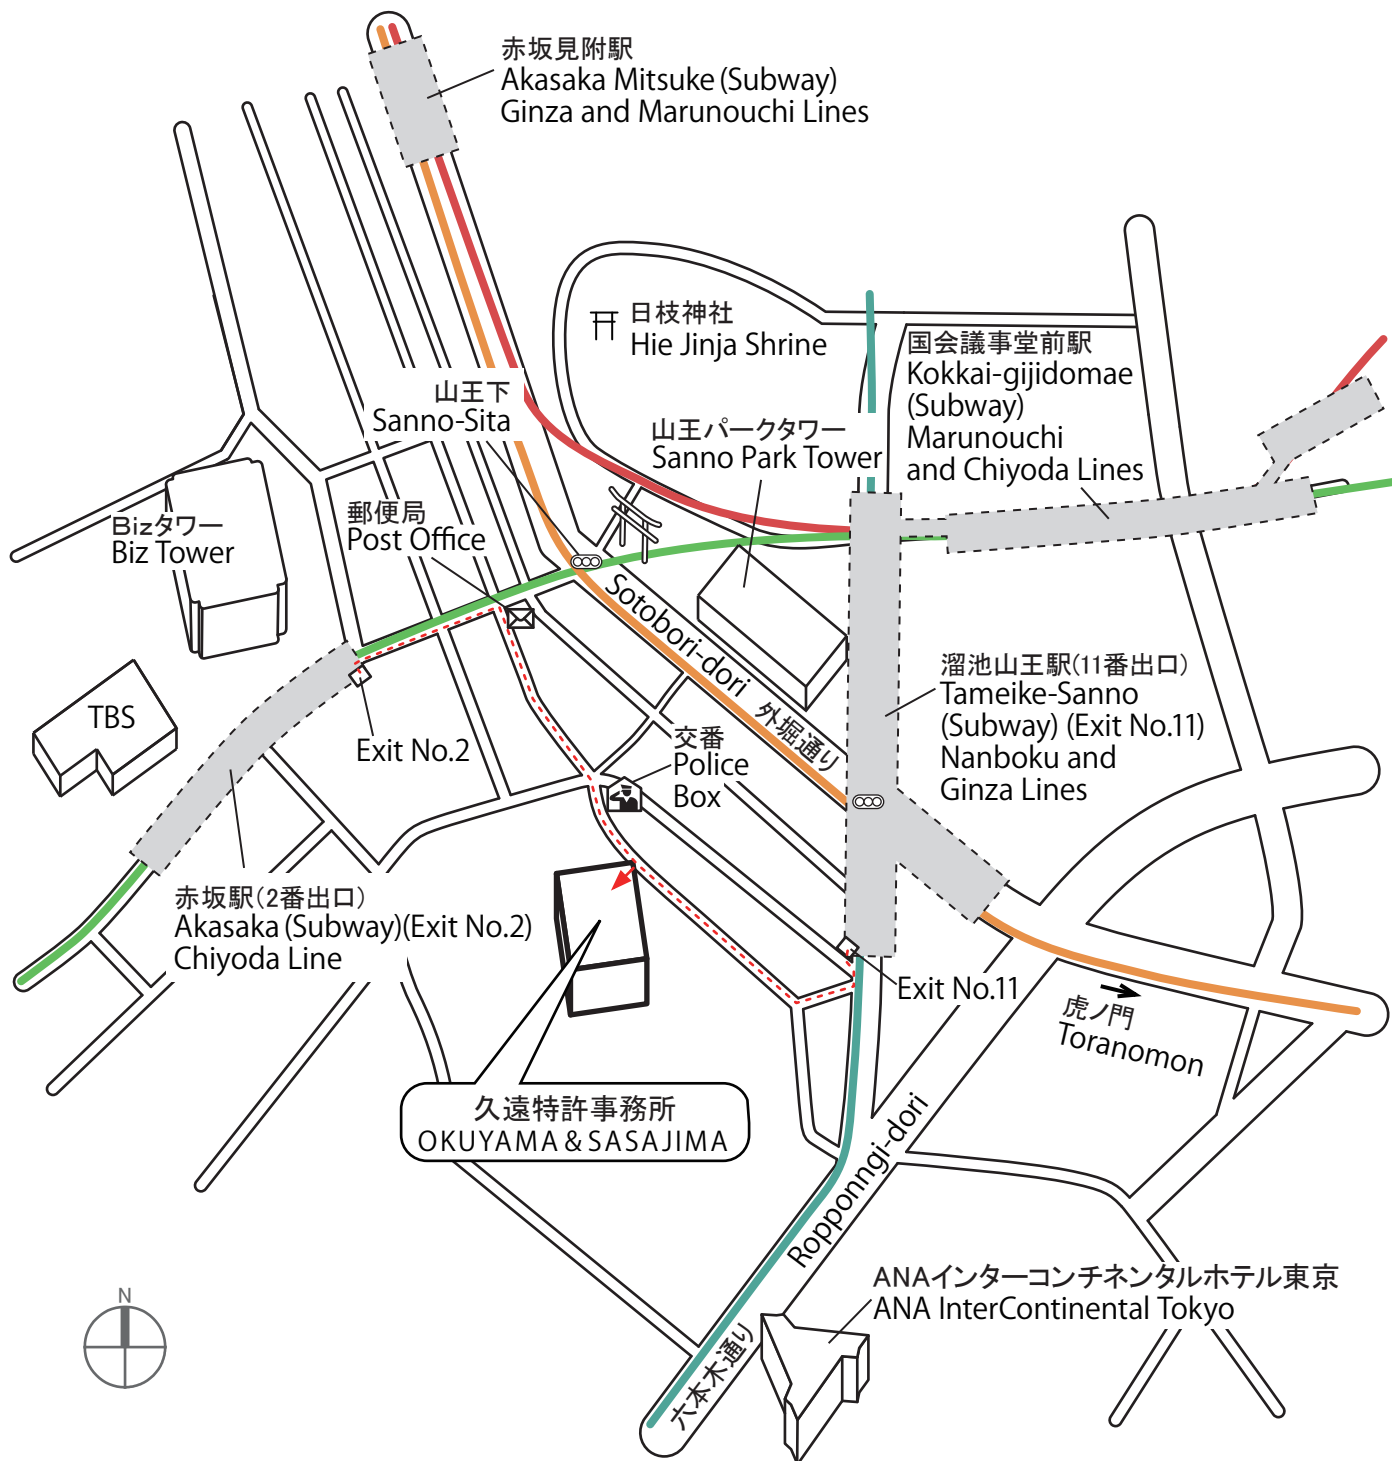 赤坂見附駅
Akasaka Mitsuke (Subway)
Ginza and Marunouchi Lines
日枝神社
Hie Jinja Shrine
国会議事堂前駅
Kokkai-gijidomae
(Subway)
Marunouchi
and Chiyoda Lines
山王下
Sanno-Sita
山王パークタワー
Sanno Park Tower
郵便局
Post Office
Bizタワー
Biz Tower
Sotobori-dori
外堀通り
溜池山王駅(11番出口)
Tameike-Sanno
(Subway) (Exit No.11)
Nanboku and
Ginza Lines
TBS
Exit No.2
交番
Police
Box
赤坂駅(2番出口)
Akasaka (Subway)(Exit No.2)
Chiyoda Line
Exit No.11
虎ノ門
Toranomon
久遠特許事務所
OKUYAMA & SASAJIMA
Ropponngi-dori
六本木通り
ANAインターコンチネンタルホテル東京
ANA InterContinental Tokyo
N